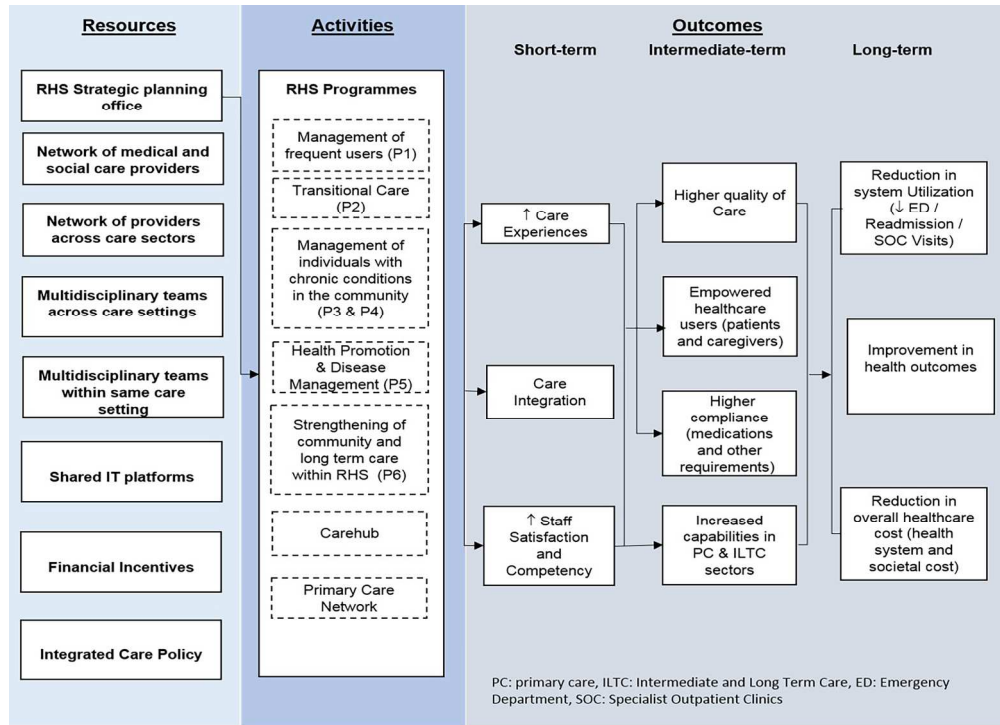 Resources
RHS Strategic planning
office
Network of medical and
social care providers
Network of providers
across care sectors
Multidisciplinary teams
across care settings
Multidisciplinary teams
within same care
setting
Shared IT platforms
Financial Incentives
Integrated Care Policy
Activities
RHS Programmes
Management of
frequent users (P1)
Transitional Care
(P2)
Management of
individuals with
chronic conditions
in the community
(P3 & P4)
Health Promotion
& Disease
Management (P5)
Strengthening of
community and
long term care
within RHS (P6)
Carehub
Primary Care
Network
Outcomes
Short-term
↑ Care
Experiences
Care
Integration
↑ Staff
Satisfaction
and
Competency
Intermediate-term
Higher quality of
Care
Empowered
healthcare
users (patients
and caregivers)
Higher
compliance
(medications
and other
requirements)
Increased
capabilities in
PC & ILTC
sectors
Long-term
Reduction in
system Utilization
(↓ ED /
Readmission /
SOC Visits)
Improvement in
health outcomes
Reduction in
overall healthcare
cost (health
system and
societal cost)
PC: primary care, ILTC: Intermediate and Long Term Care, ED: Emergency
Department, SOC: Specialist Outpatient Clinics